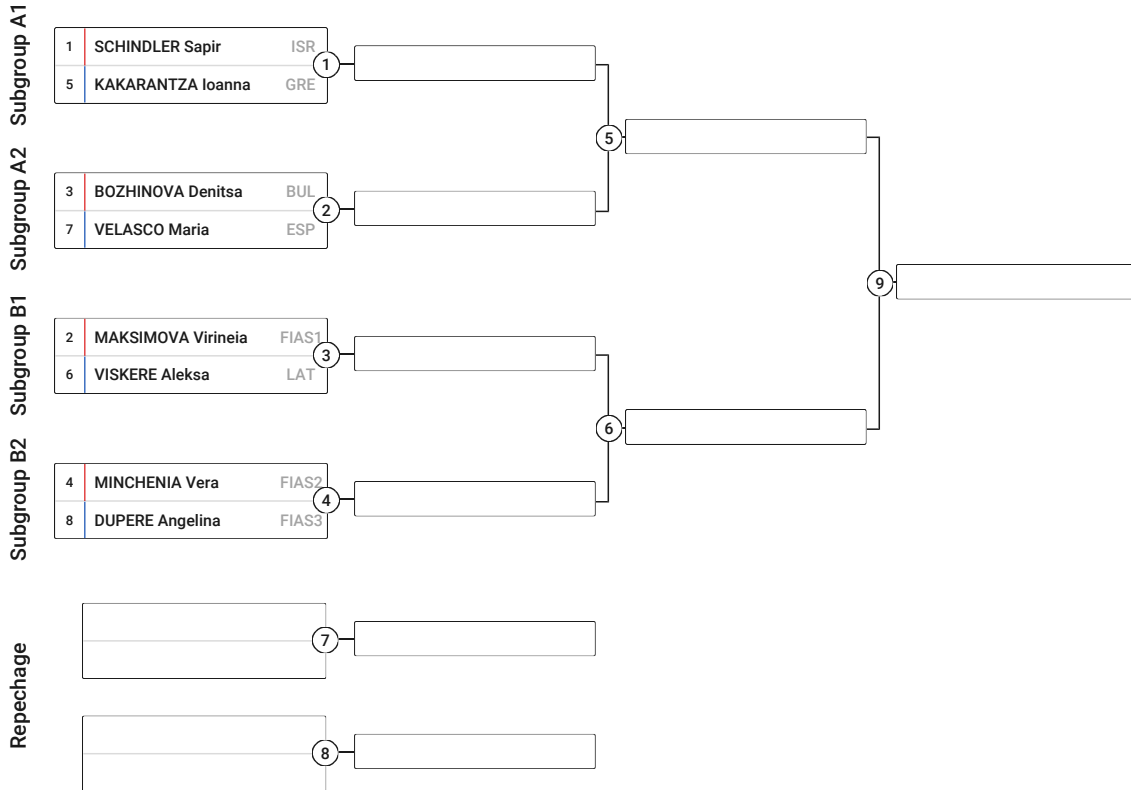 Subgroup A1
1 SCHINDLER Sapir ISR
5 KAKARANTZA Ioanna GRE
1
5
Subgroup A2
3 BOZHINOVA Denitsa BUL
7 VELASCO Maria ESP
2
9
Subgroup B1
2 MAKSIMOVA Virineia FIAS1
6 VISKERE Aleksa LAT
3
6
Subgroup B2
4 MINCHENIA Vera FIAS2
8 DUPERE Angelina FIAS3
4
Repechage
7
8